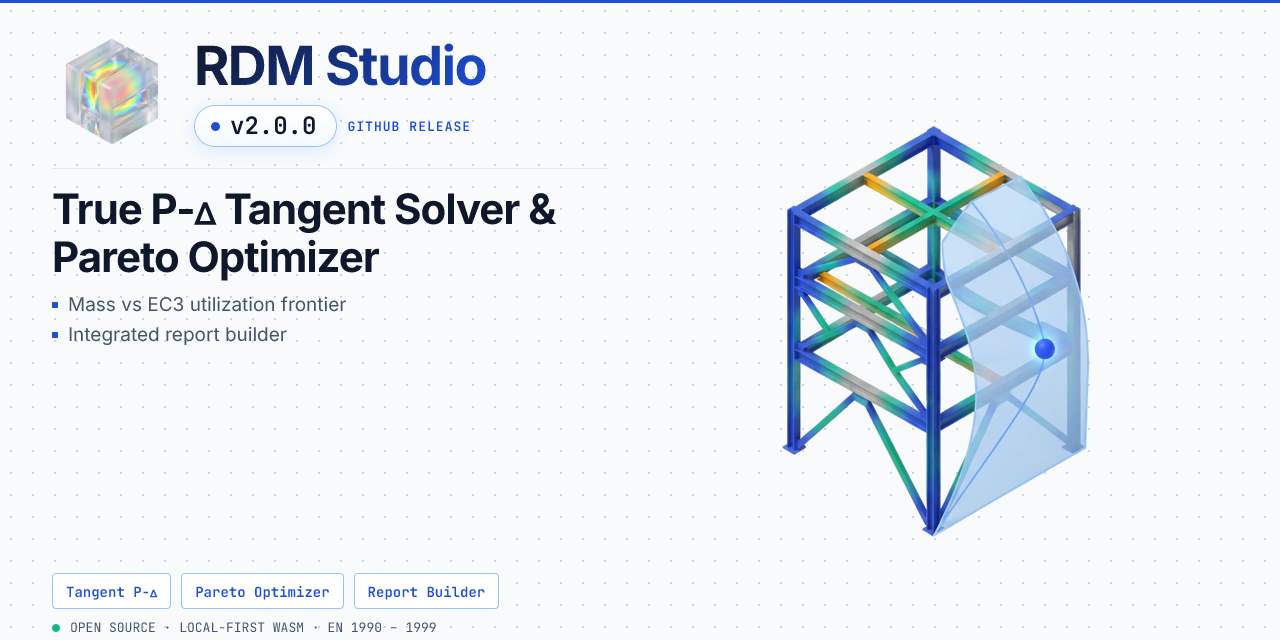 RDM Studio
v2.0.0 GITHUB RELEASE
True P-Δ Tangent Solver &
Pareto Optimizer
Mass vs EC3 utilization frontier
Integrated report builder
Tangent P-Δ Pareto Optimizer Report Builder
OPEN SOURCE · LOCAL-FIRST WASM · EN 1990 – 1999